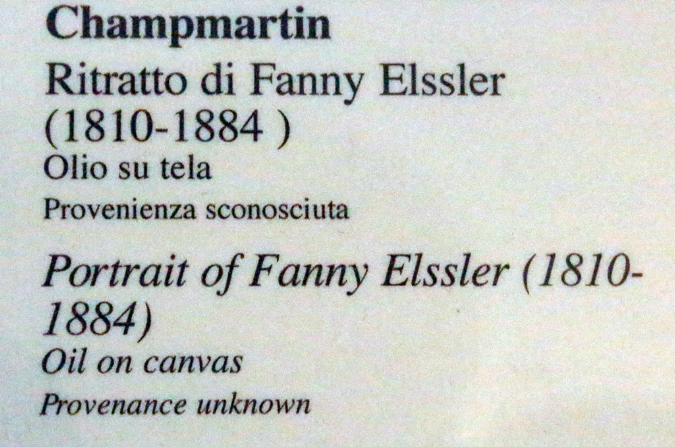 Champmartin
Ritratto di Fanny Elssler
(1810-1884 )
Olio su tela
Provenienza sconosciuta
Portrait of Fanny Elssler (1810-
1884)
Oil on canvas
Provenance unknown